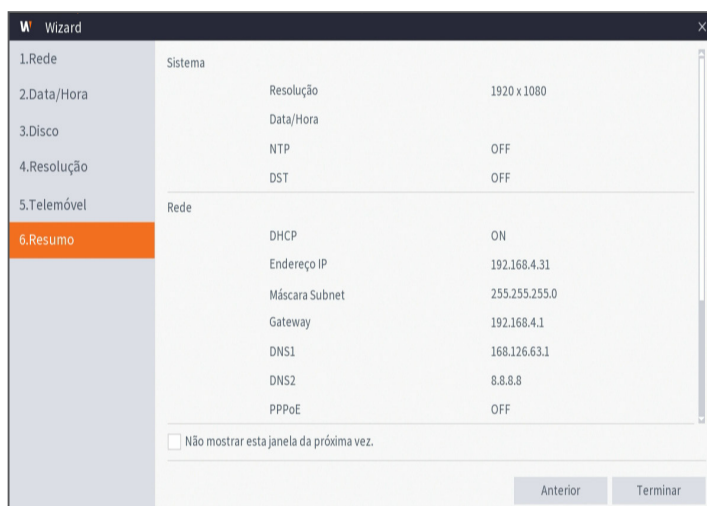 W Wizard ×
1.Rede
2.Data/Hora
3.Disco
4.Resolução
5.Telemóvel
6.Resumo
Sistema
Resolução 1920 x 1080
Data/Hora
NTP OFF
DST OFF
Rede
DHCP ON
Endereço IP 192.168.4.31
Máscara Subnet 255.255.255.0
Gateway 192.168.4.1
DNS1 168.126.63.1
DNS2 8.8.8.8
PPPoE OFF
Não mostrar esta janela da próxima vez.
Anterior Terminar